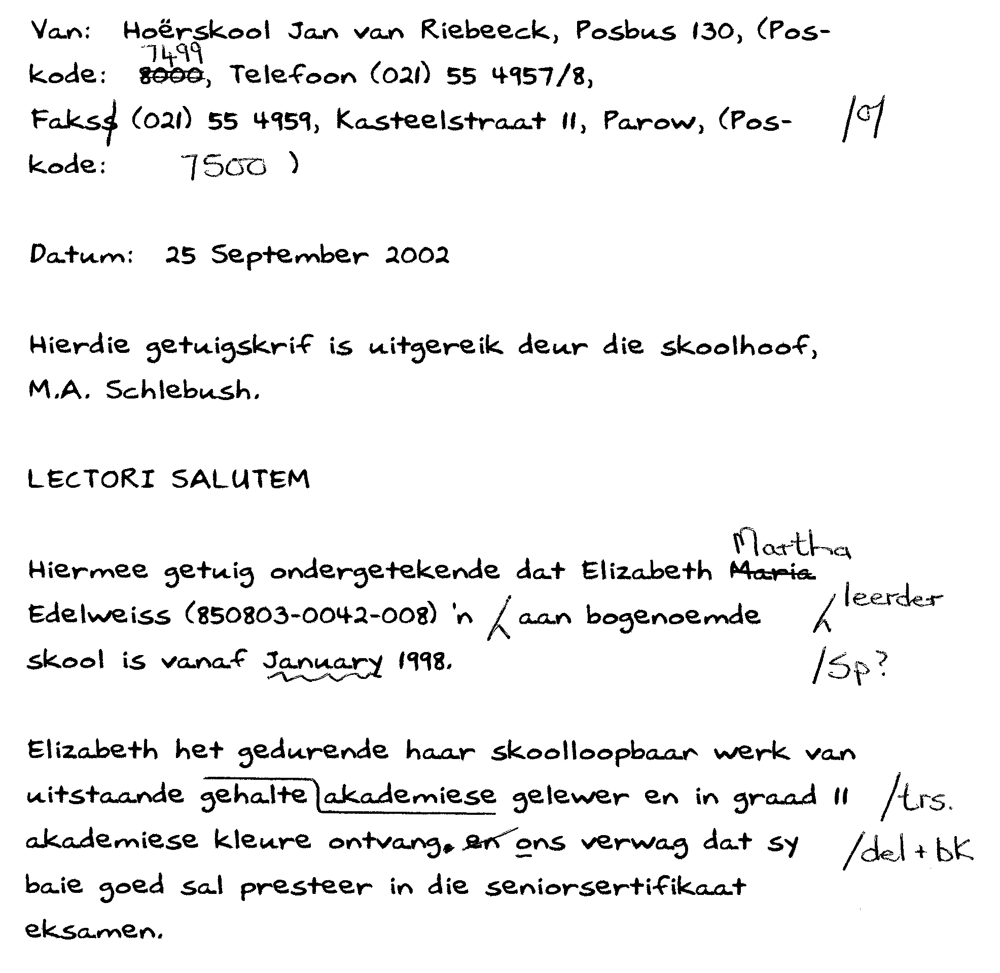 Van: Hoërskool Jan van Riebeeck, Posbus 130, (Pos-
7499
kode: 8000, Telefoon (021) 55 4957/8,
Fakss (021) 55 4959, Kasteelstraat 11, Parow, (Pos-
kode: 7500 )
Datum: 25 September 2002
Hierdie getuigskrif is uitgereik deur die skoolhoof,
M.A. Schlebush.
LECTORI SALUTEM
Martha
Hiermee getuig ondergetekende dat Elizabeth Maria
Edelweiss (850803-0042-008) 'n aan bogenoemde leerder
skool is vanaf January 1998. /Sp?
Elizabeth het gedurende haar skoolloopbaan werk van
uitstaande gehalte akademiese gelewer en in graad 11 /trs.
akademiese kleure ontvang. en ons verwag dat sy /del + bk
baie goed sal presteer in die seniorsertifikaat
eksamen.